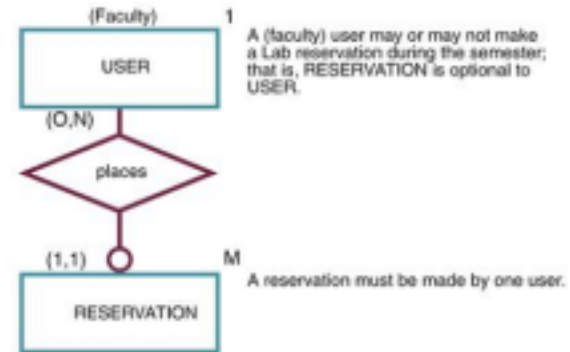 (Faculty) 1
A (faculty) user may or may not make
a Lab reservation during the semester;
that is, RESERVATION is optional to
USER.
USER
(O,N)
places
(1,1) M
A reservation must be made by one user.
RESERVATION